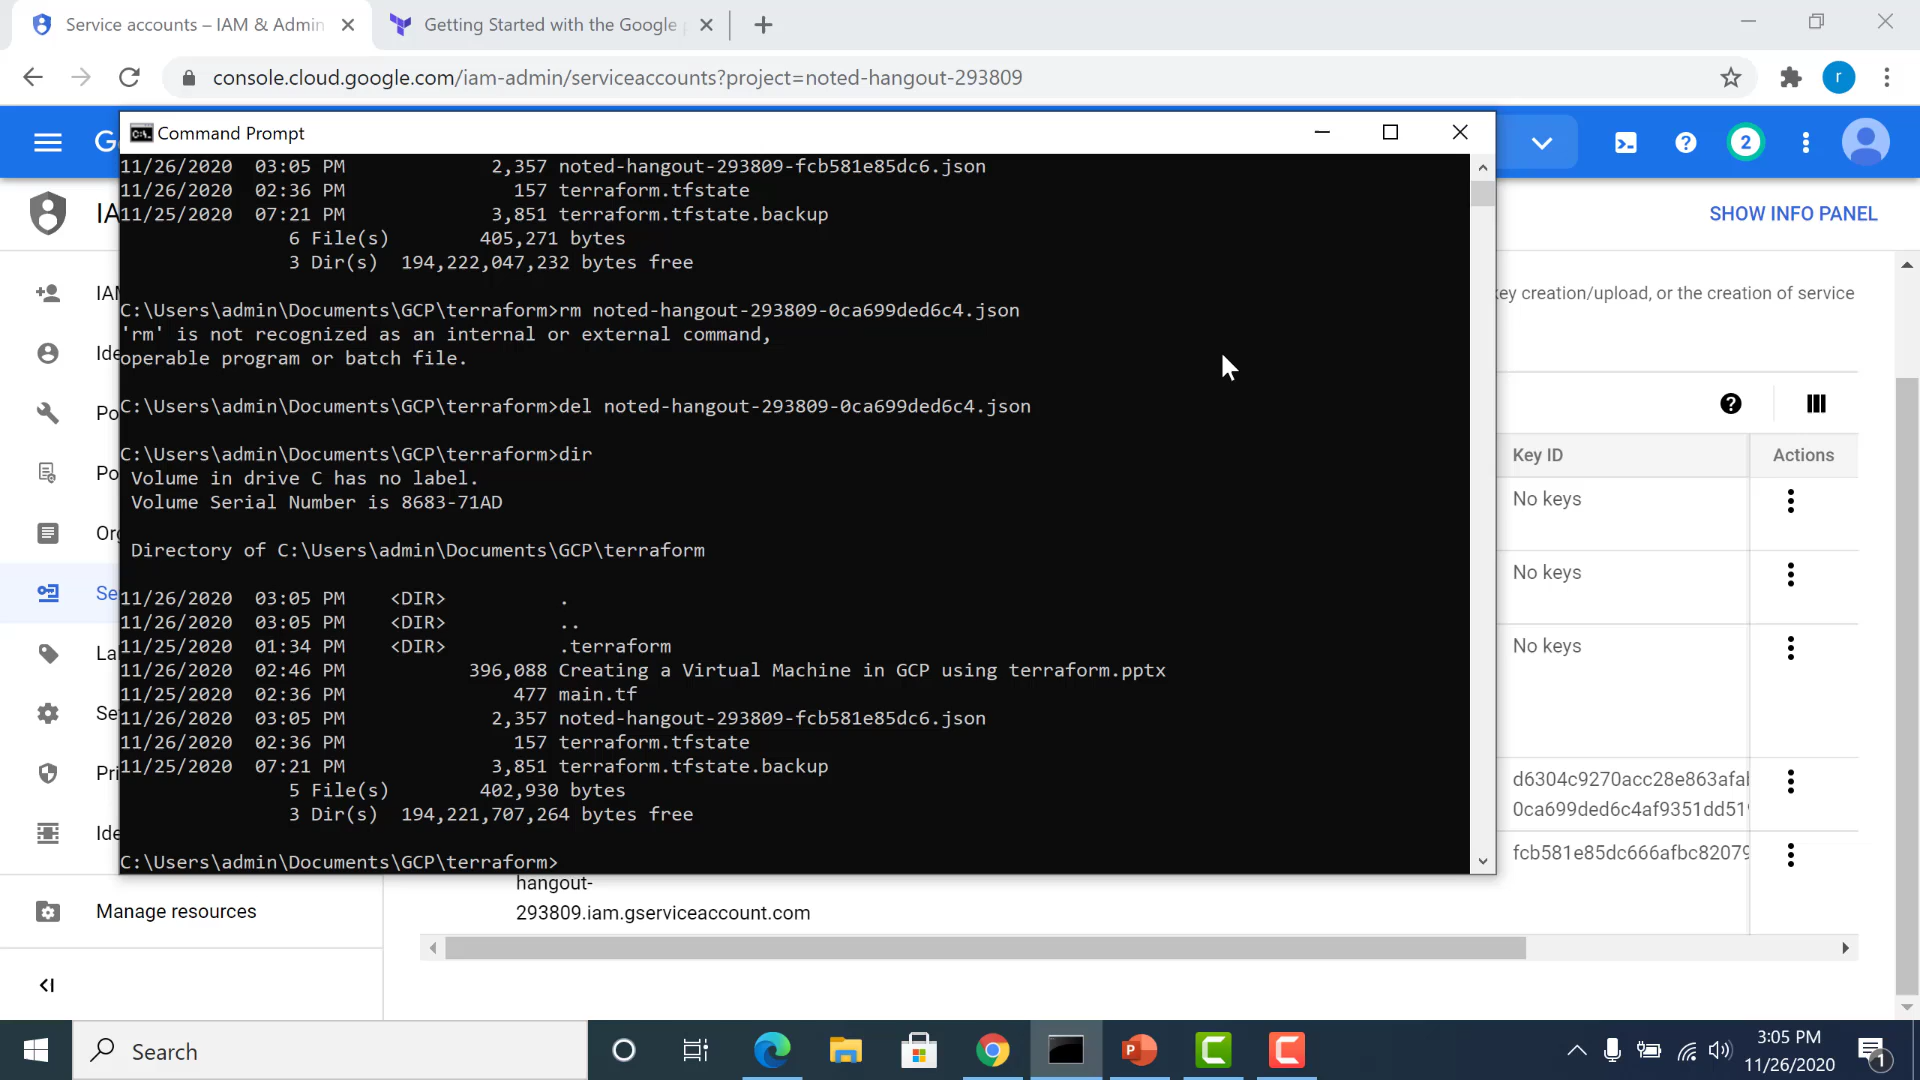 Service accounts – IAM & Admin
Getting Started with the Google
console.cloud.google.com/iam-admin/serviceaccounts?project=noted-hangout-293809
r
Command Prompt
2
SHOW INFO PANEL
11/26/2020  03:05 PM             2,357 noted-hangout-293809-fcb581e85dc6.json
11/26/2020  02:36 PM               157 terraform.tfstate
11/25/2020  07:21 PM             3,851 terraform.tfstate.backup
6 File(s)        405,271 bytes
3 Dir(s)  194,222,047,232 bytes free
C:\Users\admin\Documents\GCP\terraform>rm noted-hangout-293809-0ca699ded6c4.json
'rm' is not recognized as an internal or external command,
operable program or batch file.
C:\Users\admin\Documents\GCP\terraform>del noted-hangout-293809-0ca699ded6c4.json
C:\Users\admin\Documents\GCP\terraform>dir
Volume in drive C has no label.
Volume Serial Number is 8683-71AD
Directory of C:\Users\admin\Documents\GCP\terraform
11/26/2020  03:05 PM    <DIR>          .
11/26/2020  03:05 PM    <DIR>          ..
11/25/2020  01:34 PM    <DIR>          .terraform
11/26/2020  02:46 PM           396,088 Creating a Virtual Machine in GCP using terraform.pptx
11/25/2020  02:36 PM               477 main.tf
11/26/2020  03:05 PM             2,357 noted-hangout-293809-fcb581e85dc6.json
11/26/2020  02:36 PM               157 terraform.tfstate
11/25/2020  07:21 PM             3,851 terraform.tfstate.backup
5 File(s)        402,930 bytes
3 Dir(s)  194,221,707,264 bytes free
C:\Users\admin\Documents\GCP\terraform>
key creation/upload, or the creation of service
Key ID
Actions
No keys
No keys
No keys
d6304c9270acc28e863afa
0ca699ded6c4af9351dd51
fcb581e85dc666afbc82079
hangout-
293809.iam.gserviceaccount.com
Manage resources
Search
3:05 PM
11/26/2020
1